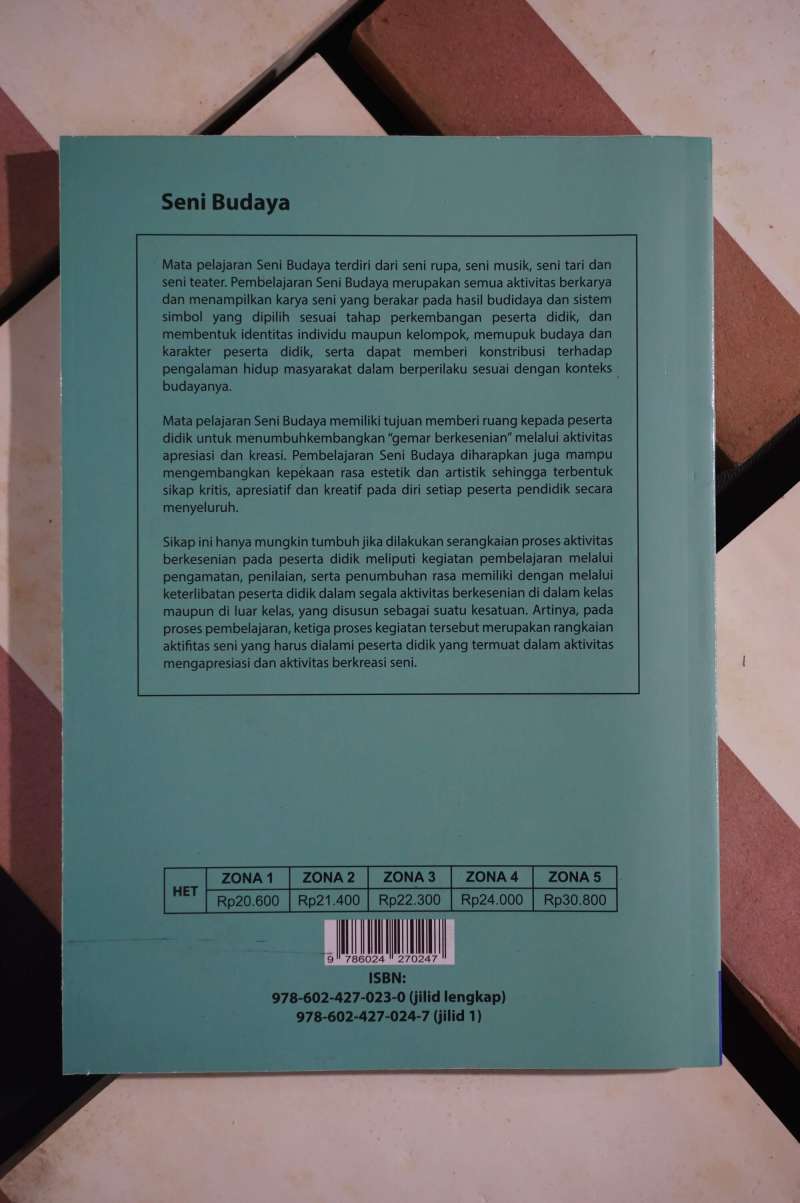 Seni Budaya
Mata pelajaran Seni Budaya terdiri dari seni rupa, seni musik, seni tari dan
seni teater. Pembelajaran Seni Budaya merupakan semua aktivitas berkarya
dan menampilkan karya seni yang berakar pada hasil budidaya dan sistem
simbol yang dipilih sesuai tahap perkembangan peserta didik, dan
membentuk identitas individu maupun kelompok, memupuk budaya dan
karakter peserta didik, serta dapat memberi konstribusi terhadap
pengalaman hidup masyarakat dalam berperilaku sesuai dengan konteks
budayanya.
Mata pelajaran Seni Budaya memiliki tujuan memberi ruang kepada peserta
didik untuk menumbuhkembangkan “gemar berkesenian” melalui aktivitas
apresiasi dan kreasi. Pembelajaran Seni Budaya diharapkan juga mampu
mengembangkan kepekaan rasa estetik dan artistik sehingga terbentuk
sikap kritis, apresiatif dan kreatif pada diri setiap peserta pendidik secara
menyeluruh.
Sikap ini hanya mungkin tumbuh jika dilakukan serangkaian proses aktivitas
berkesenian pada peserta didik meliputi kegiatan pembelajaran melalui
pengamatan, penilaian, serta penumbuhan rasa memiliki dengan melalui
keterlibatan peserta didik dalam segala aktivitas berkesenian di dalam kelas
maupun di luar kelas, yang disusun sebagai suatu kesatuan. Artinya, pada
proses pembelajaran, ketiga proses kegiatan tersebut merupakan rangkaian
aktifitas seni yang harus dialami peserta didik yang termuat dalam aktivitas
mengapresiasi dan aktivitas berkreasi seni.
HET ZONA 1 ZONA 2 ZONA 3 ZONA 4 ZONA 5
Rp20.600 Rp21.400 Rp22.300 Rp24.000 Rp30.800
9 786024 270247
ISBN:
978-602-427-023-0 (jilid lengkap)
978-602-427-024-7 (jilid 1)